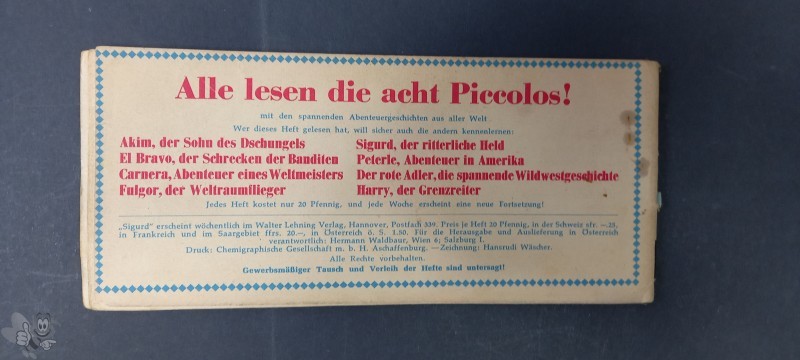 Alle lesen die acht Piccolos!
mit den spannenden Abenteuergeschichten aus aller Welt.
Wer dieses Heft gelesen hat, will sicher auch die andern kennenlernen:
Akim, der Sohn des Dschungels
El Bravo, der Schrecken der Banditen
Carnera, Abenteuer eines Weltmeisters
Fulgor, der Weltraumflieger
Sigurd, der ritterliche Held
Peterle, Abenteuer in Amerika
Der rote Adler, die spannende Wildwestgeschichte
Harry, der Grenzreiter
Jedes Heft kostet nur 20 Pfennig, und jede Woche erscheint eine neue Fortsetzung!
„Sigurd" erscheint wöchentlich im Walter Lehning Verlag, Hannover, Postfach 339. Preis je Heft 20 Pfennig, in der Schweiz sfr. —.25,
in Frankreich und im Saargebiet ffrs. 20.—, in Österreich ö. S. 1.50. Für die Herausgabe und Auslieferung in Österreich
verantwortlich: Hermann Waldbaur, Wien 6; Salzburg I.
Druck: Chemigraphische Gesellschaft m. b. H. Aschaffenburg. — Zeichnung: Hansrudi Wäscher.
Alle Rechte vorbehalten.
Gewerbsmäßiger Tausch und Verleih der Hefte sind untersagt!